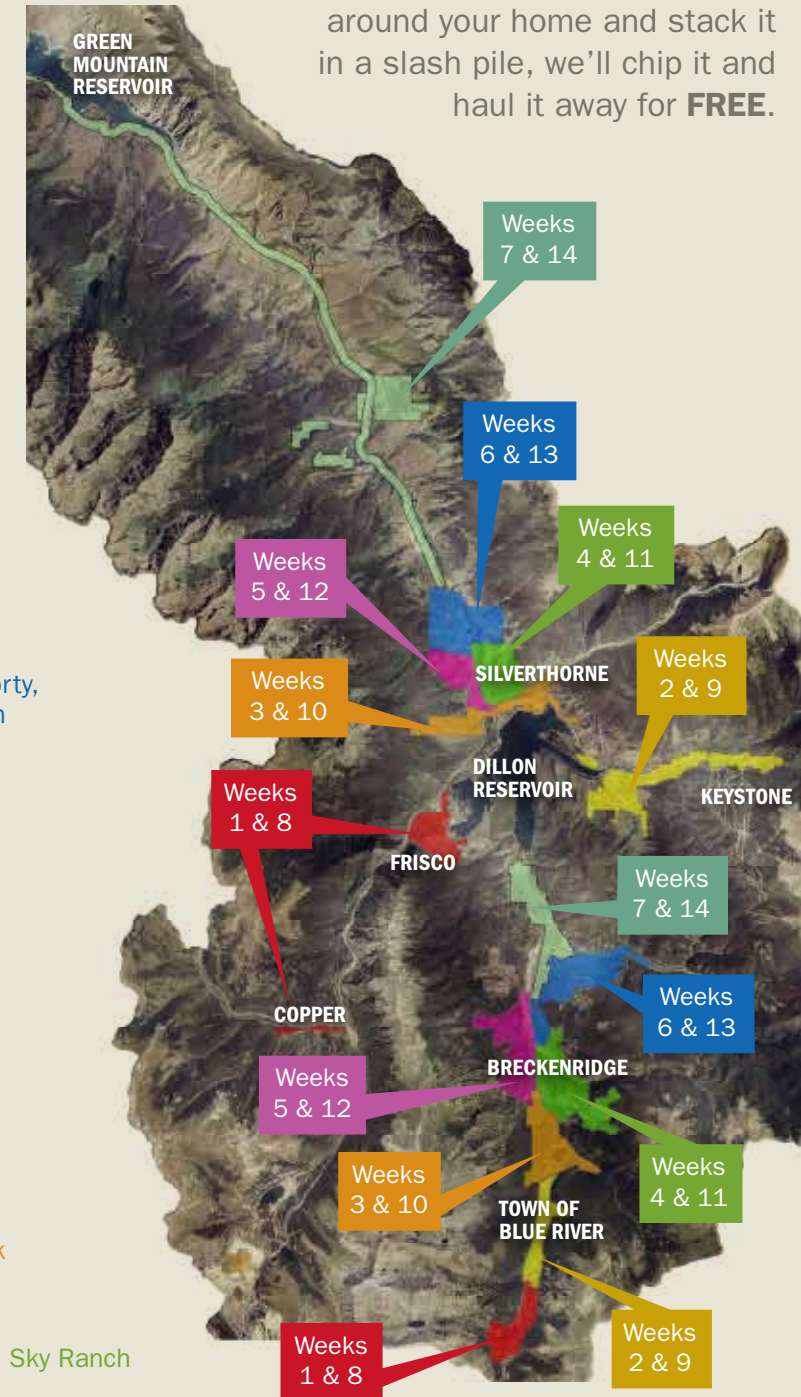 around your home and stack it
in a slash pile, we'll chip it and
haul it away for FREE.
GREEN
MOUNTAIN
RESERVOIR
Weeks
7 & 14
Weeks
6 & 13
Weeks
4 & 11
Weeks
5 & 12
SILVERTHORNE
Weeks
2 & 9
Weeks
3 & 10
DILLON
RESERVOIR
KEYSTONE
Weeks
1 & 8
FRISCO
Weeks
7 & 14
Weeks
6 & 13
COPPER
BRECKENRIDGE
Weeks
5 & 12
Weeks
4 & 11
Weeks
3 & 10
TOWN OF
BLUE RIVER
Weeks
2 & 9
Weeks
1 & 8
Sky Ranch